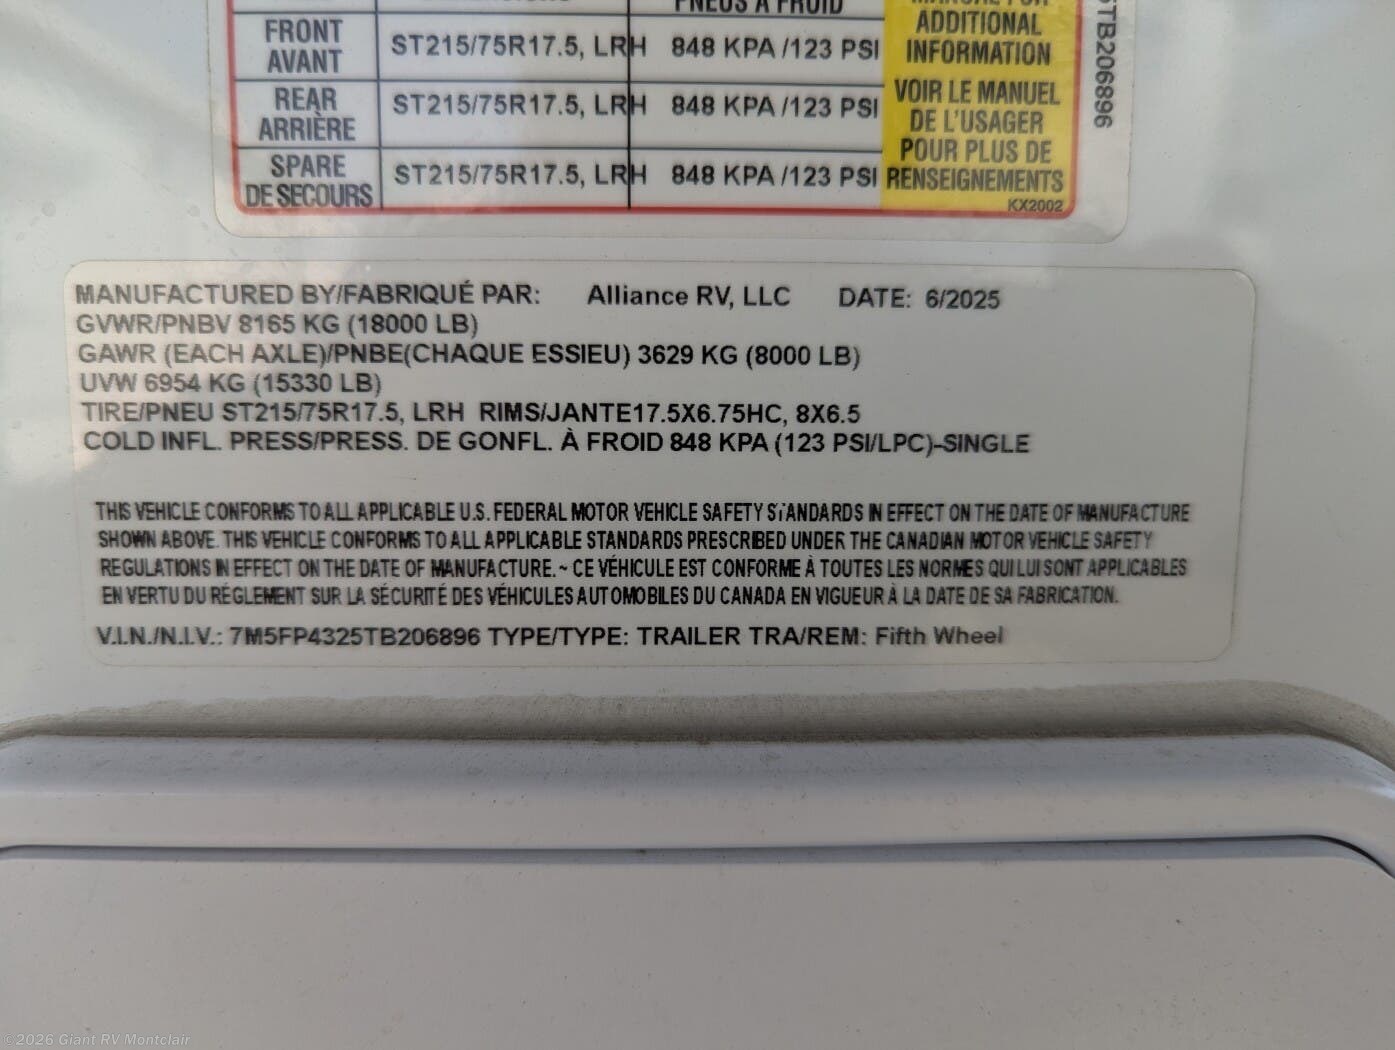 PNEUS À FROID
FRONT
AVANT
ST215/75R17.5, LRH
848 KPA /123 PSI
REAR
ARRIÈRE
ST215/75R17.5, LRH
848 KPA /123 PSI
SPARE
DE SECOURS
ST215/75R17.5, LRH
848 KPA /123 PSI
MANUAL FOR
ADDITIONAL
INFORMATION
VOIR LE MANUEL
DE L'USAGER
POUR PLUS DE
RENSEIGNEMENTS
KX2002
5TB206896
MANUFACTURED BY/FABRIQUÉ PAR: Alliance RV, LLC DATE: 6/2025
GVWR/PNBV 8165 KG (18000 LB)
GAWR (EACH AXLE)/PNBE(CHAQUE ESSIEU) 3629 KG (8000 LB)
UVW 6954 KG (15330 LB)
TIRE/PNEU ST215/75R17.5, LRH RIMS/JANTE17.5X6.75HC, 8X6.5
COLD INFL. PRESS/PRESS. DE GONFL. À FROID 848 KPA (123 PSI/LPC)-SINGLE
THIS VEHICLE CONFORMS TO ALL APPLICABLE U.S. FEDERAL MOTOR VEHICLE SAFETY STANDARDS IN EFFECT ON THE DATE OF MANUFACTURE
SHOWN ABOVE. THIS VEHICLE CONFORMS TO ALL APPLICABLE STANDARDS PRESCRIBED UNDER THE CANADIAN MOTOR VEHICLE SAFETY
REGULATIONS IN EFFECT ON THE DATE OF MANUFACTURE.~ CE VÉHICULE EST CONFORME À TOUTES LES NORMES QUI LUI SONT APPLICABLES
EN VERTU DU RÉGLEMENT SUR LA SÉCURITÉ DES VÉHICULES AUTOMOBILES DU CANADA EN VIGUEUR À LA DATE DE SA FABRICATION.
V.I.N./N.I.V.: 7M5FP4325TB206896 TYPE/TYPE: TRAILER TRA/REM: Fifth Wheel
©2026 Giant RV Montclair